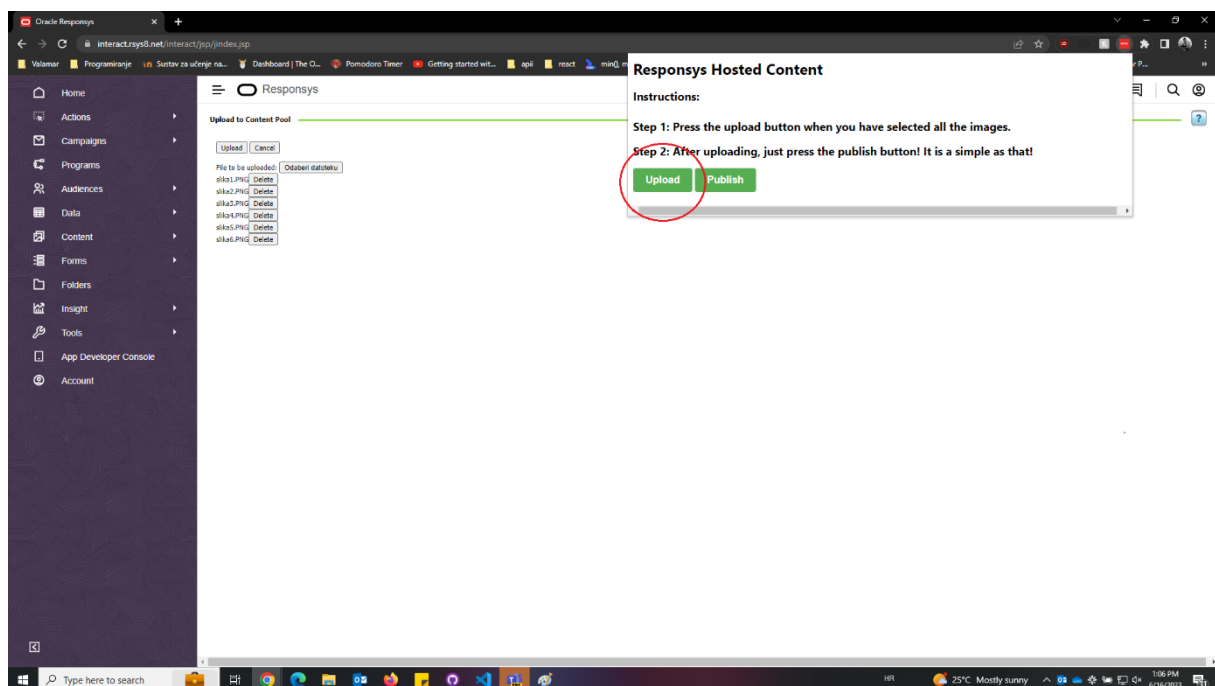 Oracle Responsys
interact.rsys8.net/interact/jsp/jindex.jsp
Valamar Programiranje Sustav za učenje na... Dashboard | The O... Pomodoro Timer Getting started wit... apii react min(), m
r P...
Responsys Hosted Content
Instructions:
Step 1: Press the upload button when you have selected all the images.
Step 2: After uploading, just press the publish button! It is a simple as that!
Upload Publish
Home
Actions
Campaigns
Programs
Audiences
Data
Content
Forms
Folders
Insight
Tools
App Developer Console
Account
Responsys
Upload to Content Pool
Upload Cancel
File to be uploaded: Odaberi datoteku
slika1.PNG Delete
slika2.PNG Delete
slika3.PNG Delete
slika4.PNG Delete
slika5.PNG Delete
slika6.PNG Delete
Type here to search
HR
25°C Mostly sunny
1:06 PM
6/16/2023